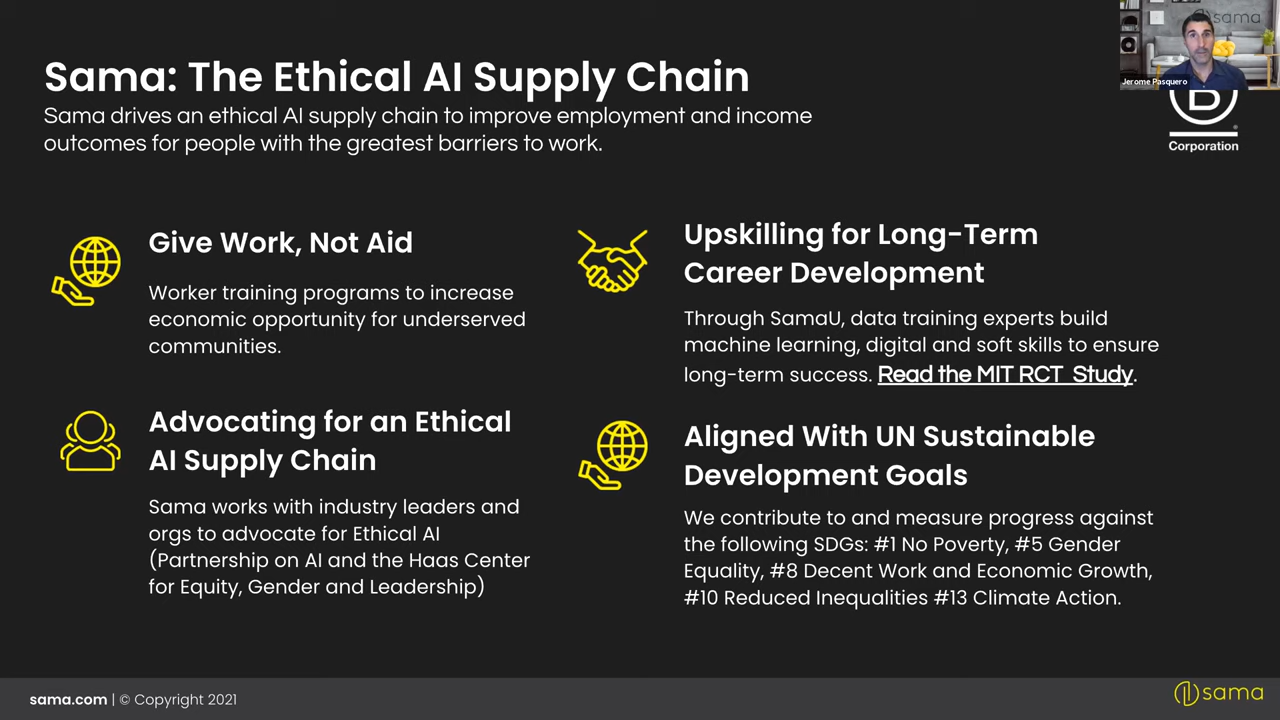 Sama: The Ethical AI Supply Chain
Sama drives an ethical AI supply chain to improve employment and income
outcomes for people with the greatest barriers to work.
sama
Jerome Pasquero
B
Corporation
Give Work, Not Aid
Worker training programs to increase
economic opportunity for underserved
communities.
Upskilling for Long-Term
Career Development
Through SamaU, data training experts build
machine learning, digital and soft skills to ensure
long-term success. Read the MIT RCT Study.
Advocating for an Ethical
AI Supply Chain
Sama works with industry leaders and
orgs to advocate for Ethical AI
(Partnership on AI and the Haas Center
for Equity, Gender and Leadership)
Aligned With UN Sustainable
Development Goals
We contribute to and measure progress against
the following SDGs: #1 No Poverty, #5 Gender
Equality, #8 Decent Work and Economic Growth,
#10 Reduced Inequalities #13 Climate Action.
sama.com | © Copyright 2021
sama